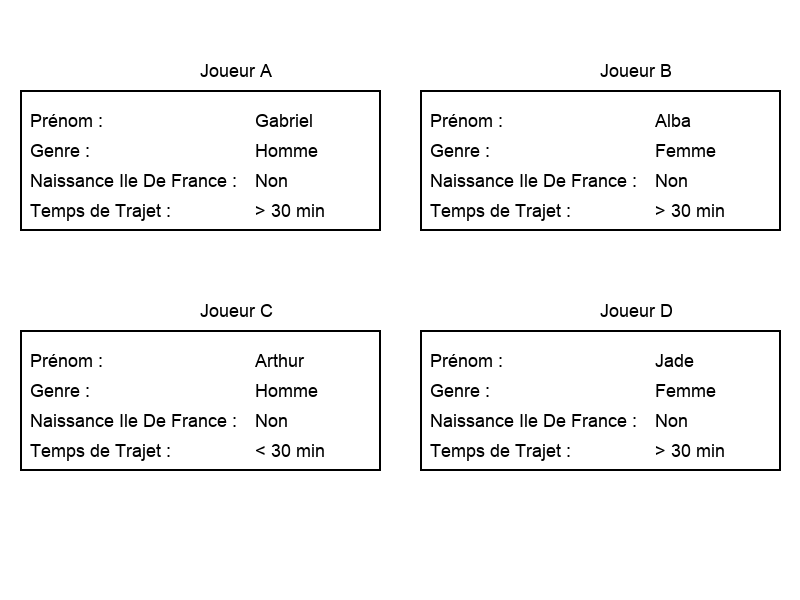 Joueur A
Prénom : Gabriel
Genre : Homme
Naissance Ile De France : Non
Temps de Trajet : > 30 min
Joueur B
Prénom : Alba
Genre : Femme
Naissance Ile De France : Non
Temps de Trajet : > 30 min
Joueur C
Prénom : Arthur
Genre : Homme
Naissance Ile De France : Non
Temps de Trajet : < 30 min
Joueur D
Prénom : Jade
Genre : Femme
Naissance Ile De France : Non
Temps de Trajet : > 30 min